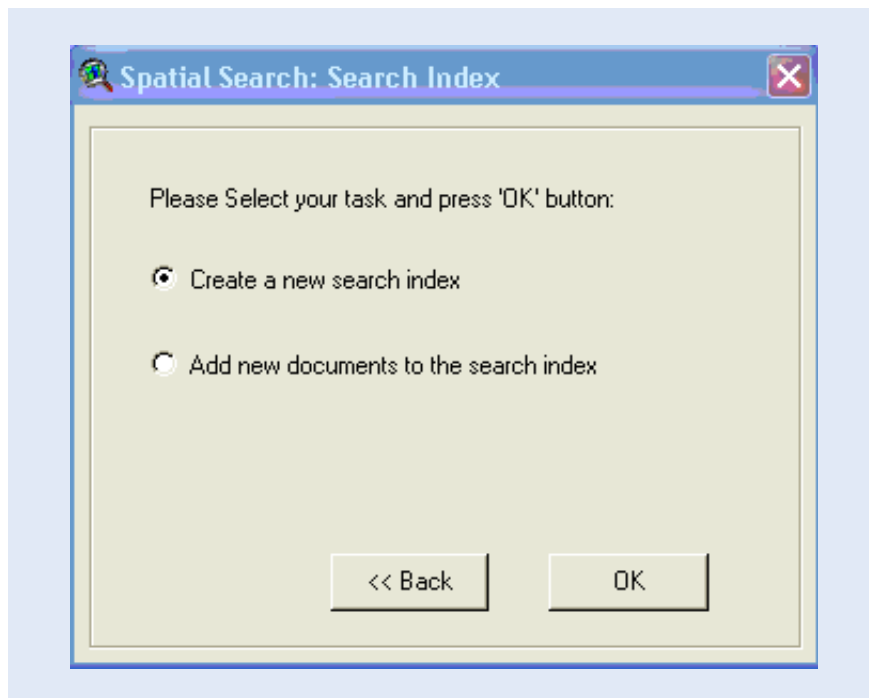 Spatial Search: Search Index
Please Select your task and press 'OK' button:
Create a new search index
Add new documents to the search index
<< Back
OK